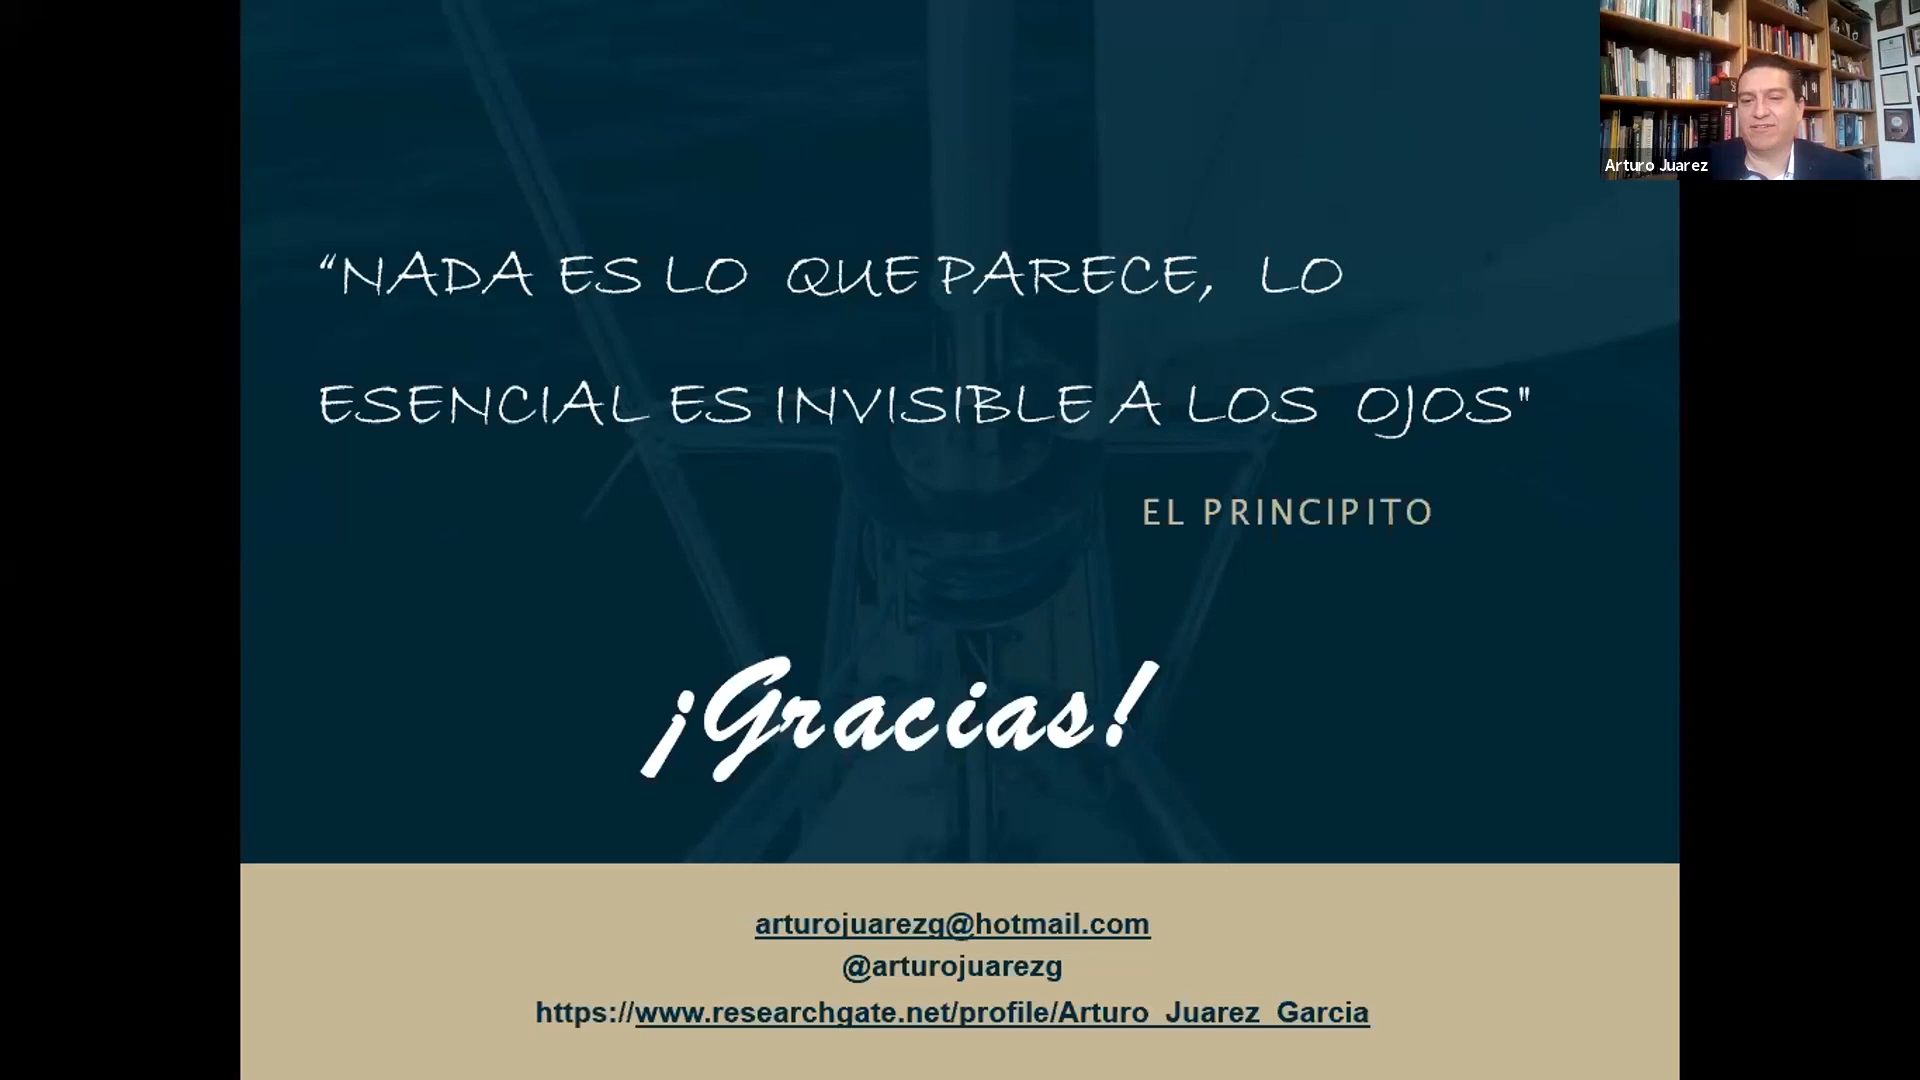 “NADA ES LO QUE PARECE, LO
ESENCIAL ES INVISIBLE A LOS OJOS"
EL PRINCIPITO
¡Gracias!
arturojuarezg@hotmail.com
@arturojuarezg
https://www.researchgate.net/profile/Arturo_Juarez_Garcia
Arturo Juarez